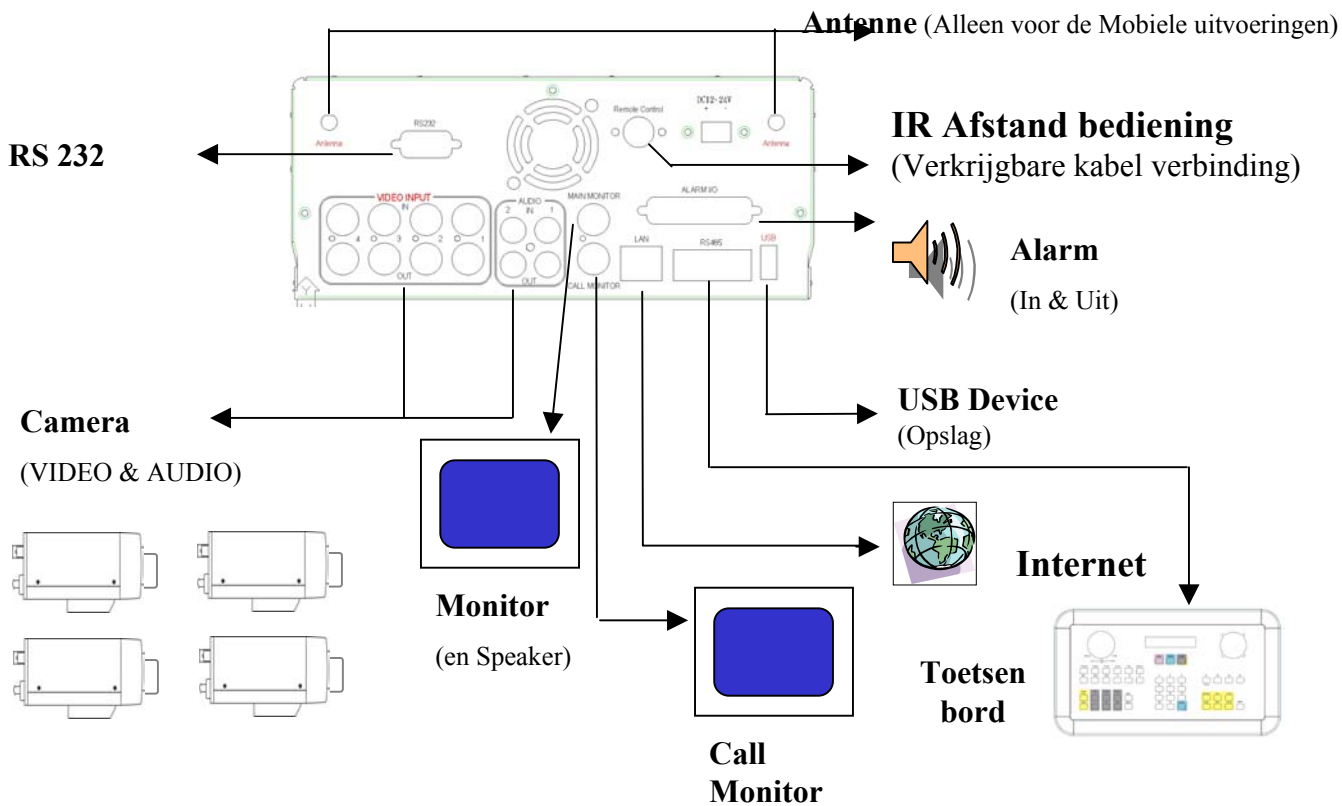 Antenne (Alleen voor de Mobiele uitvoeringen)
DC12-24V
+ -
Remote Control
RS232
Antenna
Antenna
IR Afstand bediening
(Verkrijgbare kabel verbinding)
RS 232
VIDEO INPUT
IN
4 3 2 1
OUT
AUDIO
2 IN 1
OUT
MAIN MONITOR
CALL MONITOR
ALARM I/O
LAN
RS485
USB
Alarm
(In & Uit)
USB Device
(Opslag)
Camera
(VIDEO & AUDIO)
Internet
Monitor
(en Speaker)
Toetsen
bord
Call
Monitor